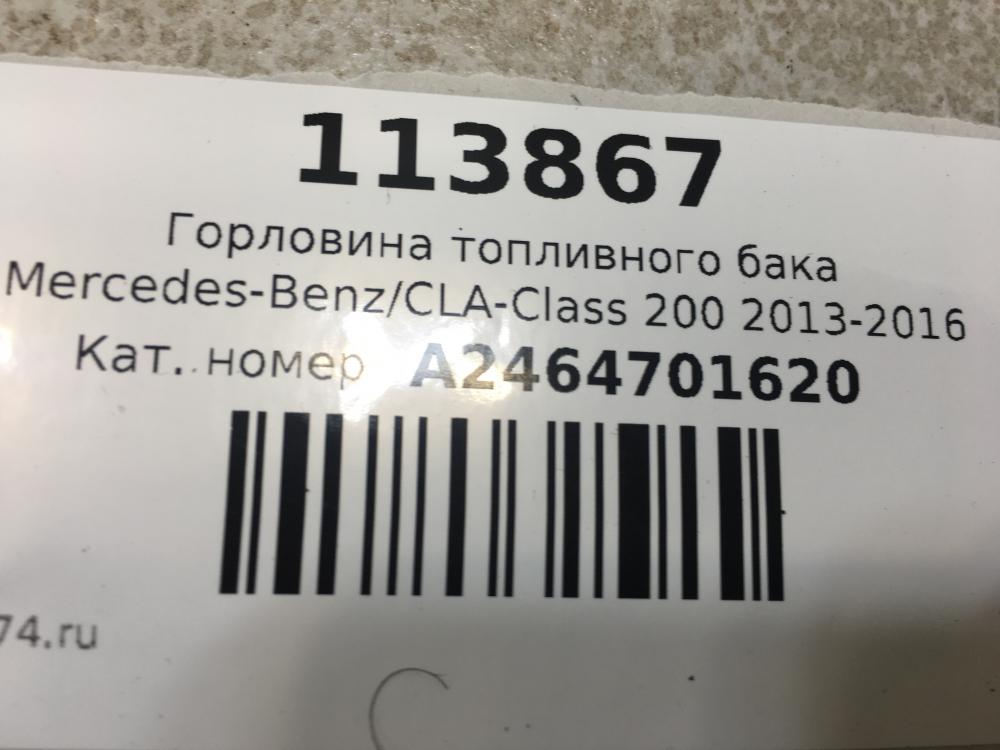 113867
Горловина топливного бака
Mercedes-Benz/CLA-Class 200 2013-2016
Кат. номер A2464701620
74.ru